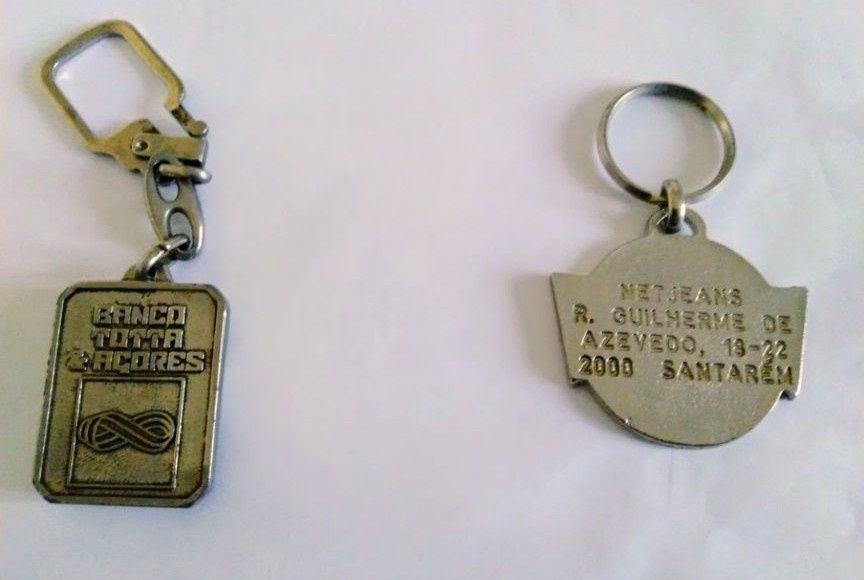 BANCO
TOTTA
& AÇORES
NETJEANS
R. GUILHERME DE
AZEVEDO, 18-22
2000 SANTARÉM